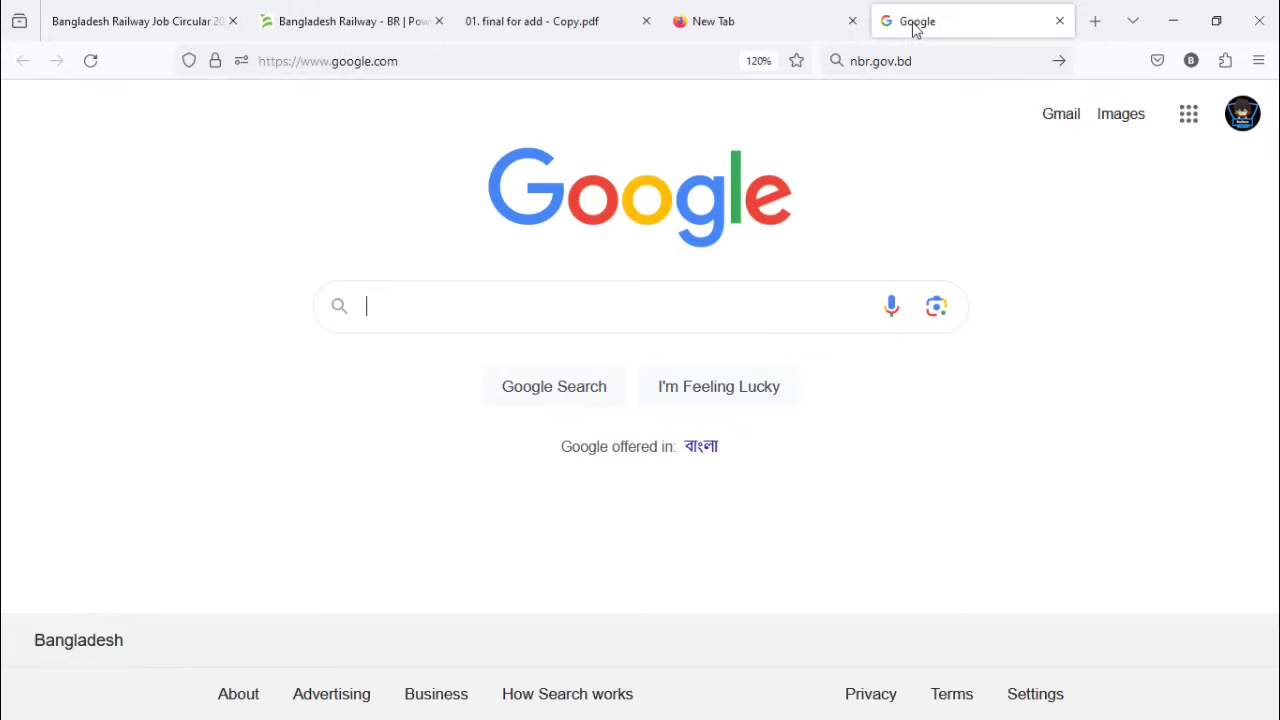 Bangladesh Railway Job Circular 20
Bangladesh Railway - BR | Pow
01. final for add - Copy.pdf
New Tab
Google
https://www.google.com
120%
nbr.gov.bd
B
Gmail
Images
Google
Google Search
I'm Feeling Lucky
Google offered in: বাংলা
Bangladesh
About
Advertising
Business
How Search works
Privacy
Terms
Settings